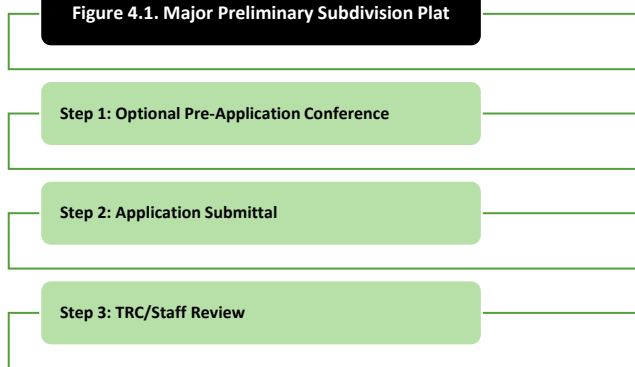 Figure 4.1. Major Preliminary Subdivision Plat
Step 1: Optional Pre-Application Conference
Step 2: Application Submittal
Step 3: TRC/Staff Review